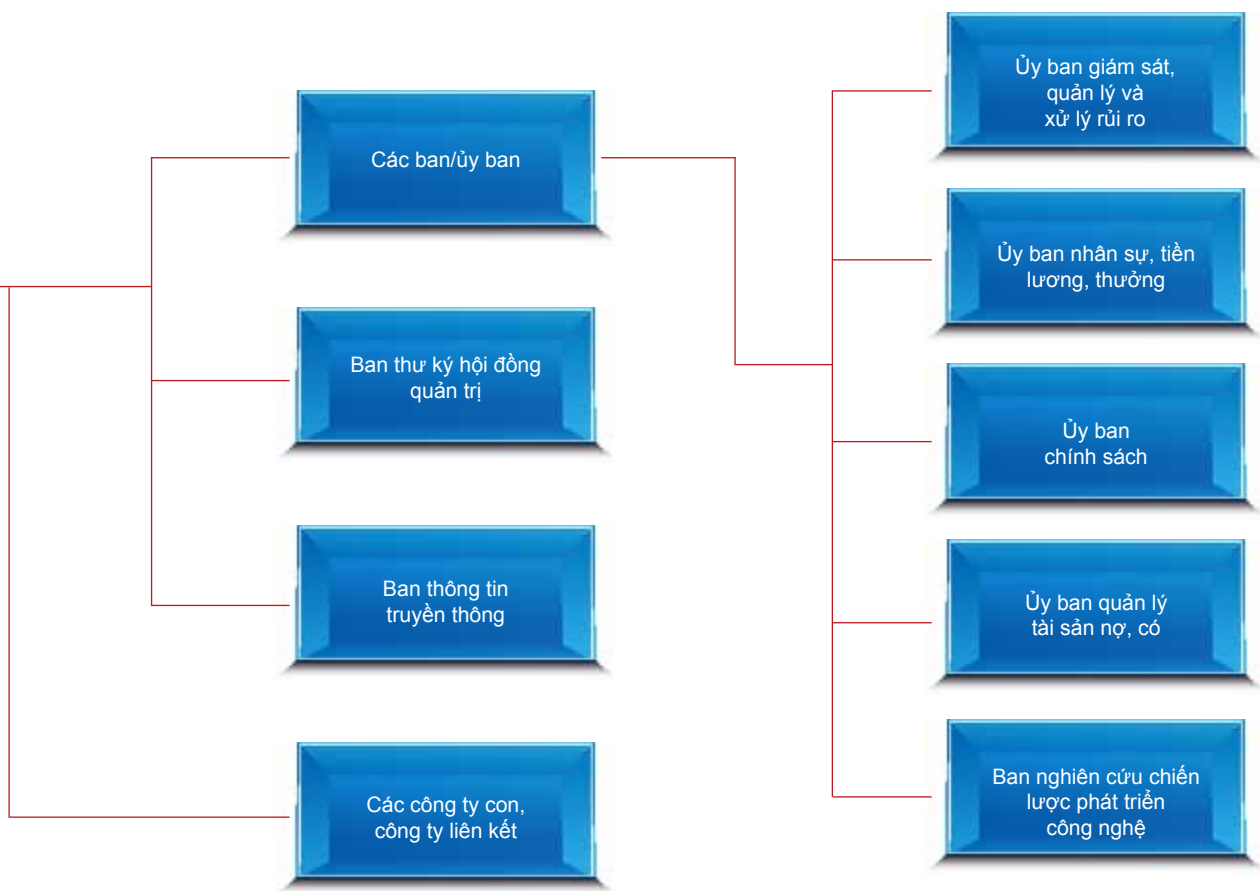 Các ban/ủy ban
Ban thư ký hội đồng
quản trị
Ban thông tin
truyền thông
Các công ty con,
công ty liên kết
Ủy ban giám sát,
quản lý và
xử lý rủi ro
Ủy ban nhân sự, tiền
lương, thưởng
Ủy ban
chính sách
Ủy ban quản lý
tài sản nợ, có
Ban nghiên cứu chiến
lược phát triển
công nghệ